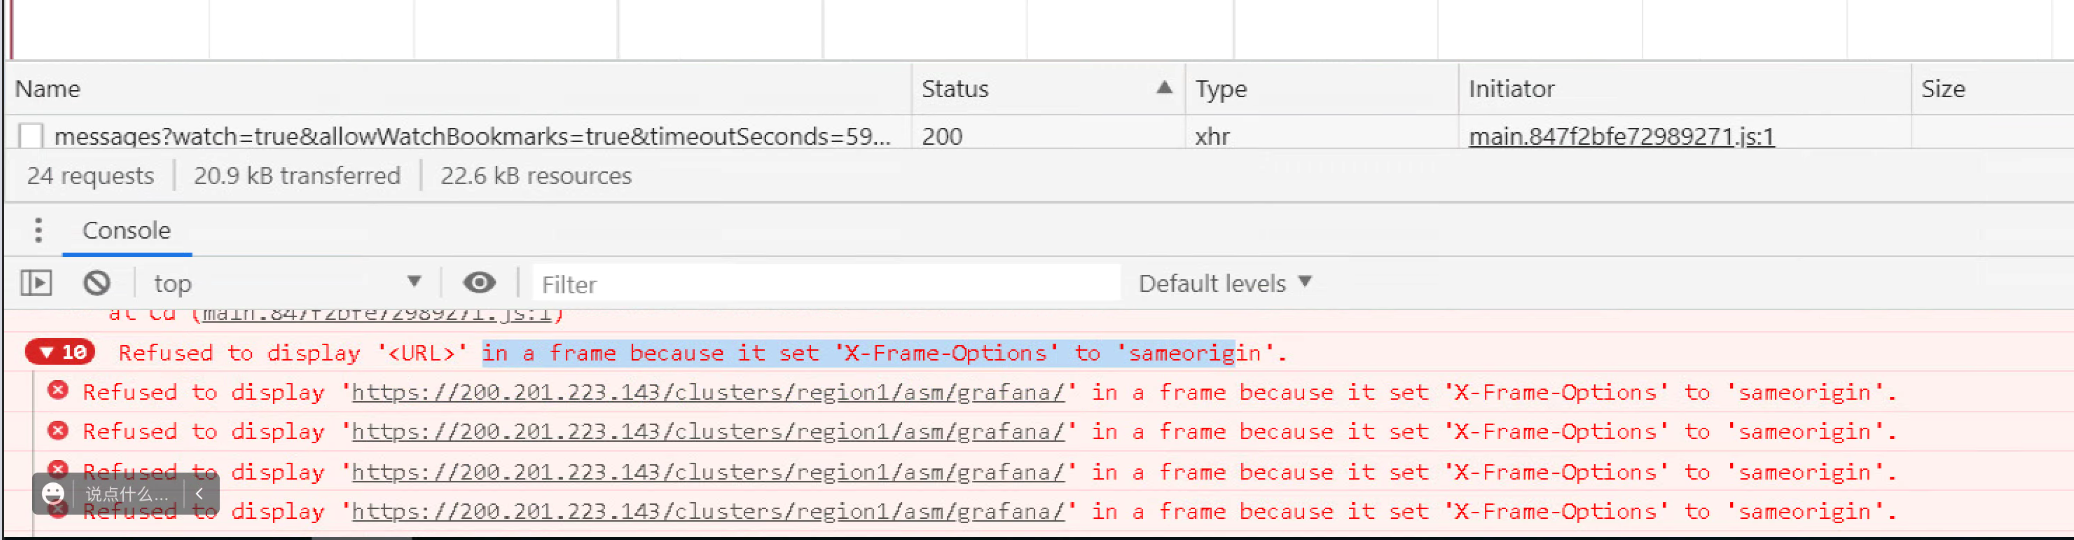 Name Status ▲ Type Initiator Size
messages?watch=true&allowWatchBookmarks=true&timeoutSeconds=59... 200 xhr main.847f2bfe72989271.js:1
24 requests 20.9 kB transferred 22.6 kB resources
Console
top ▼ Filter Default levels ▼
at cd (main.847f2bfe72989271.js:1)
▼ 10 Refused to display '<URL>' in a frame because it set 'X-Frame-Options' to 'sameorigin'.
Refused to display 'https://200.201.223.143/clusters/region1/asm/grafana/' in a frame because it set 'X-Frame-Options' to 'sameorigin'.
Refused to display 'https://200.201.223.143/clusters/region1/asm/grafana/' in a frame because it set 'X-Frame-Options' to 'sameorigin'.
Refused to display 'https://200.201.223.143/clusters/region1/asm/grafana/' in a frame because it set 'X-Frame-Options' to 'sameorigin'.
说点什么... <
Refused to display 'https://200.201.223.143/clusters/region1/asm/grafana/' in a frame because it set 'X-Frame-Options' to 'sameorigin'.